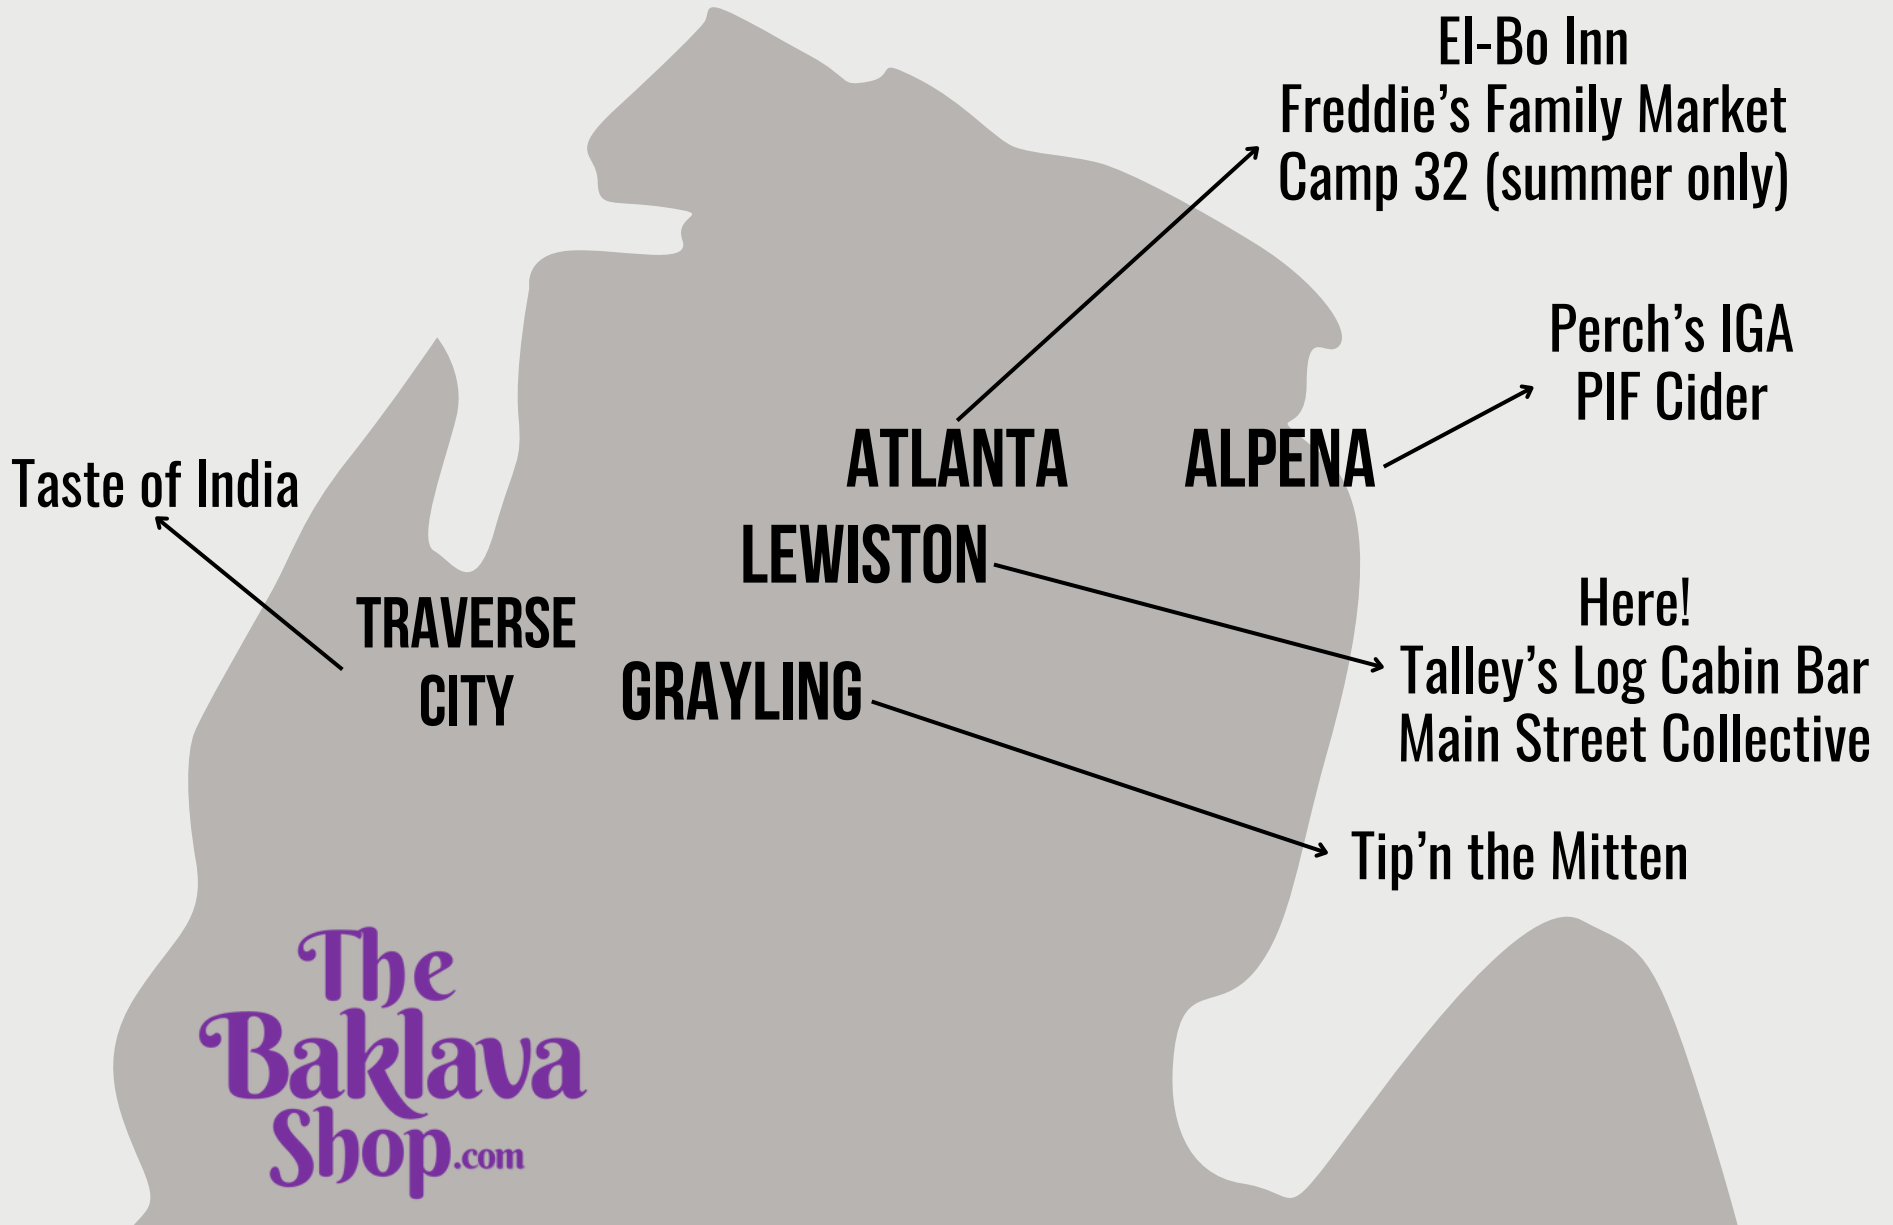 El-Bo Inn
Freddie’s Family Market
Camp 32 (summer only)
Perch’s IGA
PIF Cider
ATLANTA
ALPENA
Taste of India
LEWISTON
Here!
Talley’s Log Cabin Bar
Main Street Collective
TRAVERSE
CITY
GRAYLING
Tip’n the Mitten
The
Baklava
Shop.com